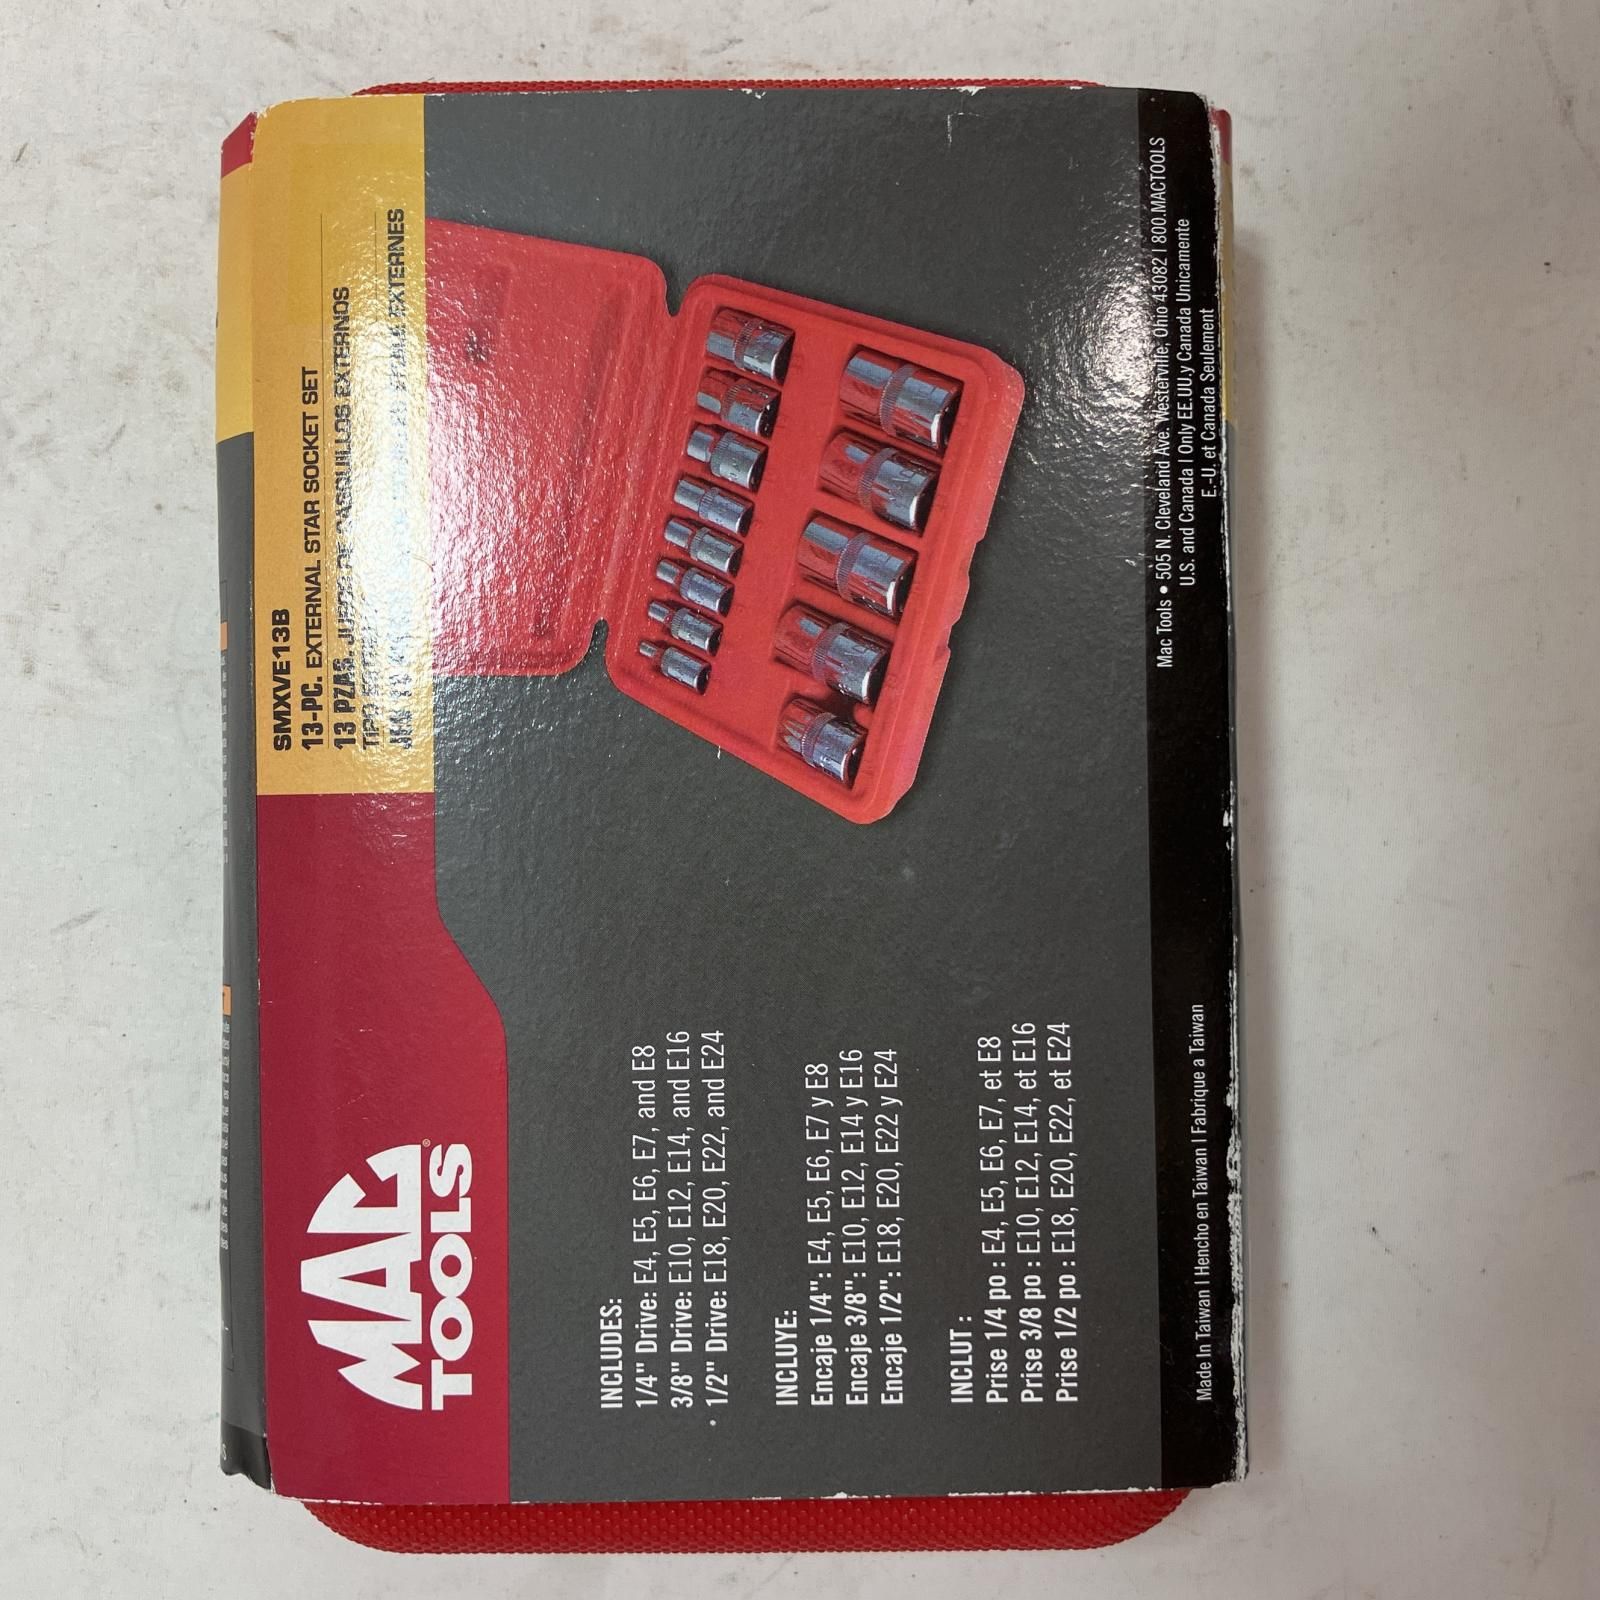 MAC
TOOLS®
SMXVE13B
13-PC. EXTERNAL STAR SOCKET SET
13 PZAS. JUEGO DE CASQUILLOS EXTERNOS
TIPO
EXTERNES
INCLUDES:
1/4" Drive: E4, E5, E6, E7, and E8
3/8" Drive: E10, E12, E14, and E16
1/2" Drive: E18, E20, E22, and E24
INCLUYE:
Encaje 1/4": E4, E5, E6, E7 y E8
Encaje 3/8": E10, E12, E14 y E16
Encaje 1/2": E18, E20, E22 y E24
INCLUT :
Prise 1/4 po : E4, E5, E6, E7, et E8
Prise 3/8 po : E10, E12, E14, et E16
Prise 1/2 po : E18, E20, E22, et E24
Mac Tools • 505 N. Cleveland Ave. Westerville, Ohio 43082 | 800.MACTOOLS
U.S. and Canada | Only EE.UU.y Canada Unicamente
E.-U. et Canada Seulement
Made In Taiwan | Hencho en Taiwan | Fabrique a Taiwan